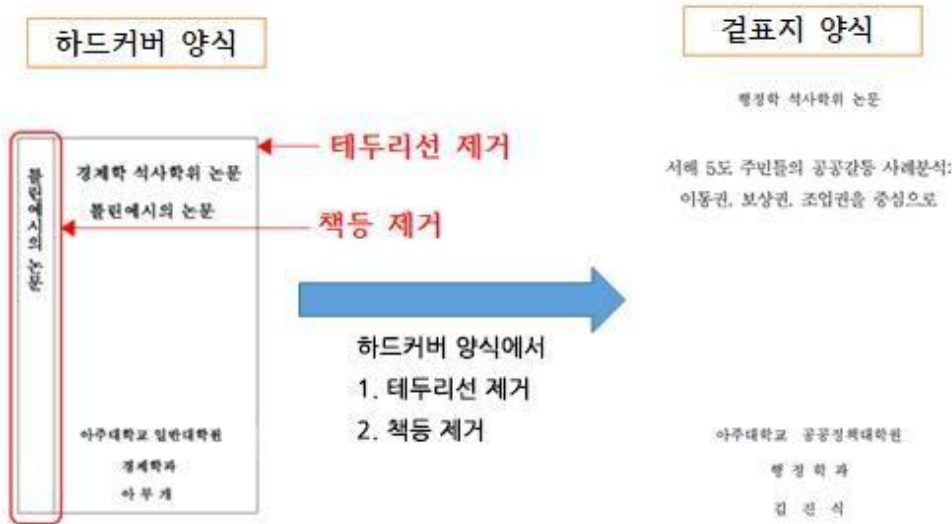 하드커버 양식
겉표지 양식
행정학 석사학위 논문
테두리선 제거
경제학 석사학위 논문
서해 5도 주민들의 공공갈등 사례분석:
틀린예시의 논문
이동권, 보상권, 조업권을 중심으로
책등 제거
틀린예시의 논문
하드커버 양식에서
1. 테두리선 제거
2. 책등 제거
아주대학교 일반대학원
경제학과
아 무 개
아주대학교 공공정책대학원
행 정 학 과
김 진 식